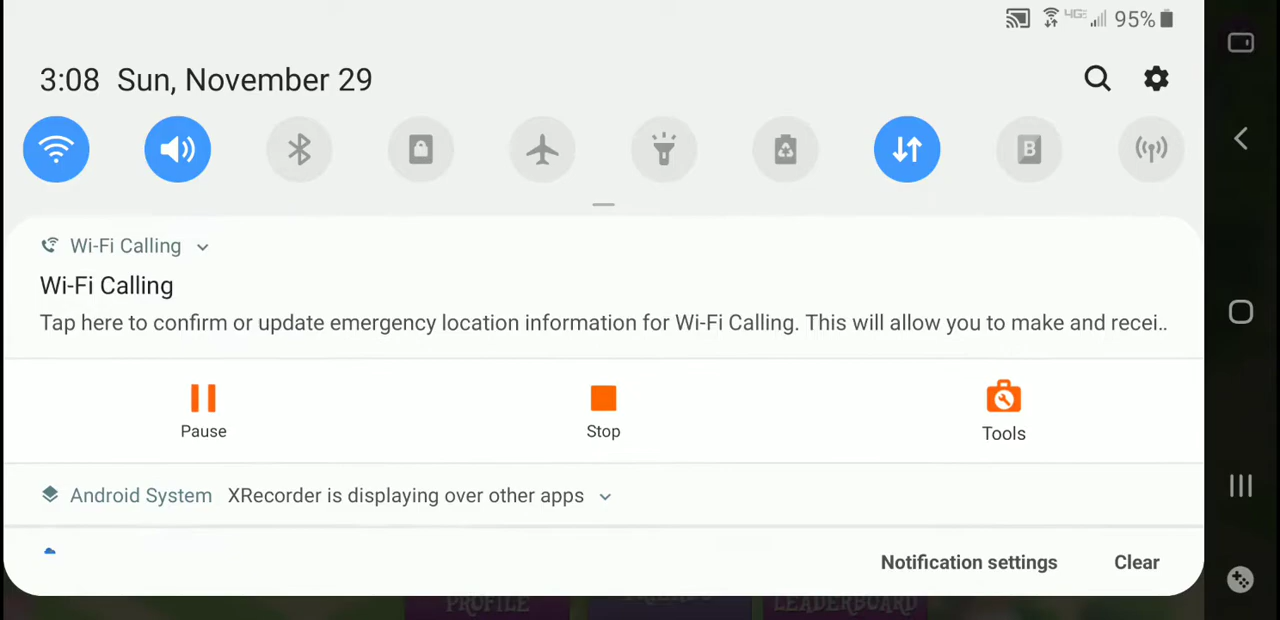 4GE 95%
3:08 Sun, November 29
B
Wi-Fi Calling
Wi-Fi Calling
Tap here to confirm or update emergency location information for Wi-Fi Calling. This will allow you to make and recei..
Pause
Stop
Tools
Android System XRecorder is displaying over other apps
Notification settings
Clear
PROFILE
LEADERBOARD